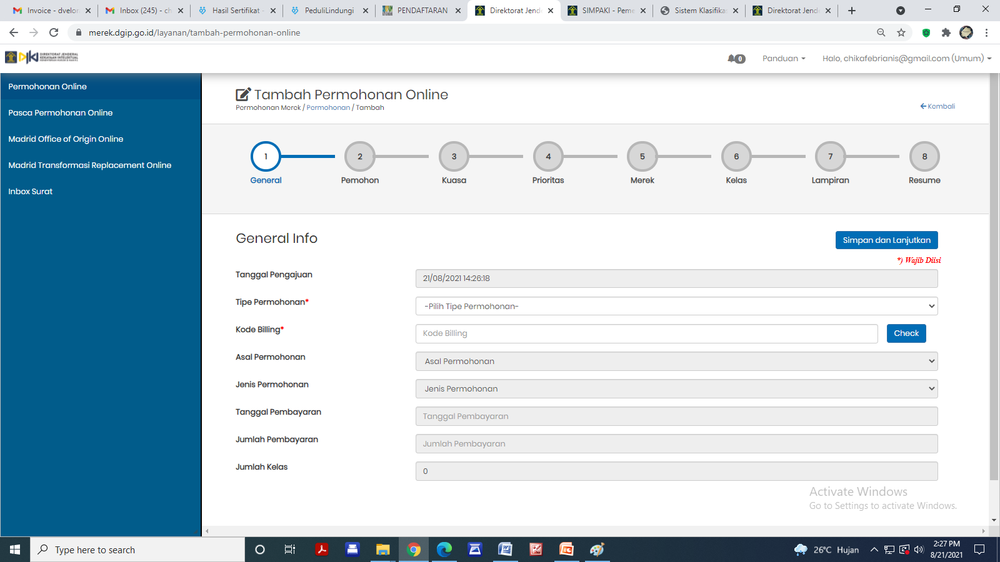 Invoice - dvelor
Inbox (245) - ch
Hasil Sertifikat -
PeduliLindungi
PENDAFTARAN
Direktorat Jend
SIMPAKI - Peme
Sistem Klasifika
Direktorat Jend
merek.dgip.go.id/layanan/tambah-permohonan-online
DIREKTORAT JENDERAL
KEKAYAAN INTELEKTUAL
0
Panduan
Halo, chikafebrianis@gmail.com (Umum)
Permohonan Online
Pasca Permohonan Online
Madrid Office of Origin Online
Madrid Transformasi Replacement Online
Inbox Surat
Tambah Permohonan Online
Permohonan Merek / Permohonan / Tambah
Kembali
1
2
3
4
5
6
7
8
General
Pemohon
Kuasa
Prioritas
Merek
Kelas
Lampiran
Resume
General Info
Simpan dan Lanjutkan
*) Wajib Diisi
Tanggal Pengajuan
21/08/2021 14:26:18
Tipe Permohonan*
-Pilih Tipe Permohonan-
Kode Billing*
Kode Billing
Check
Asal Permohonan
Asal Permohonan
Jenis Permohonan
Jenis Permohonan
Tanggal Pembayaran
Tanggal Pembayaran
Jumlah Pembayaran
Jumlah Pembayaran
Jumlah Kelas
0
Activate Windows
Go to Settings to activate Windows.
Type here to search
26°C Hujan
2:27 PM
8/21/2021